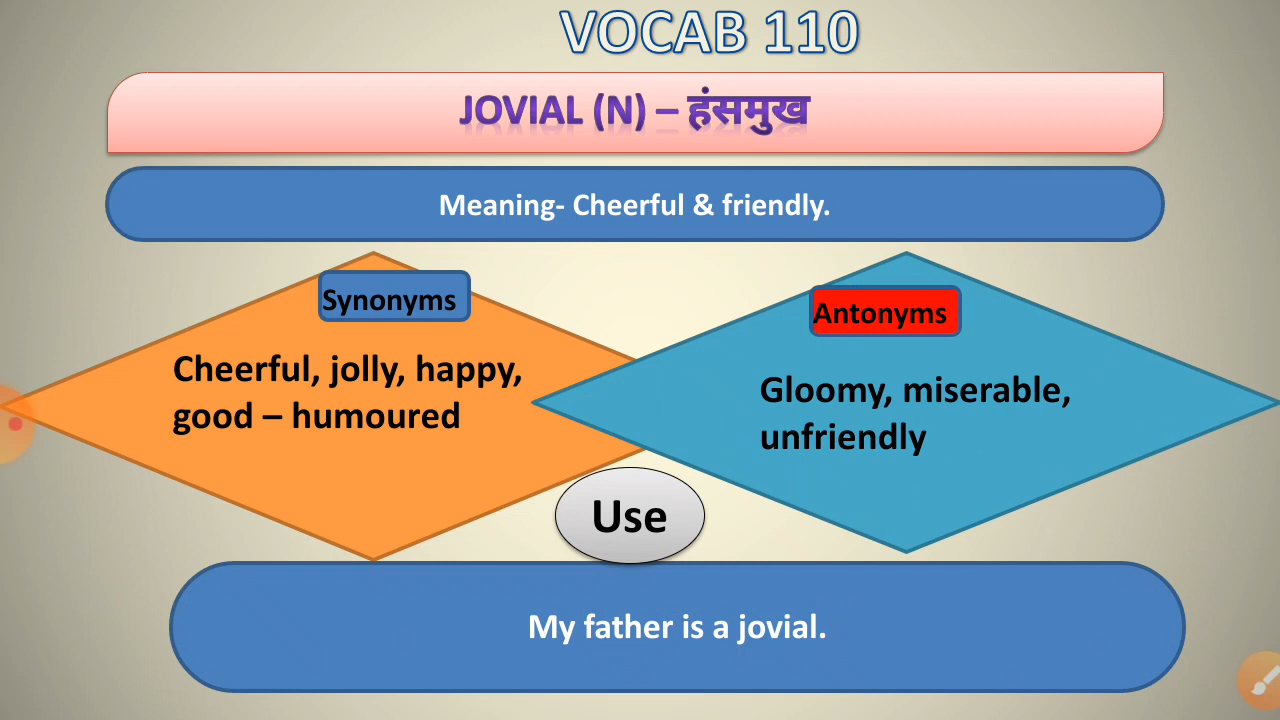 VOCAB 110
JOVIAL (N) – हंसमुख
Meaning- Cheerful & friendly.
Synonyms
Cheerful, jolly, happy,
good – humoured
Antonyms
Gloomy, miserable,
unfriendly
Use
My father is a jovial.